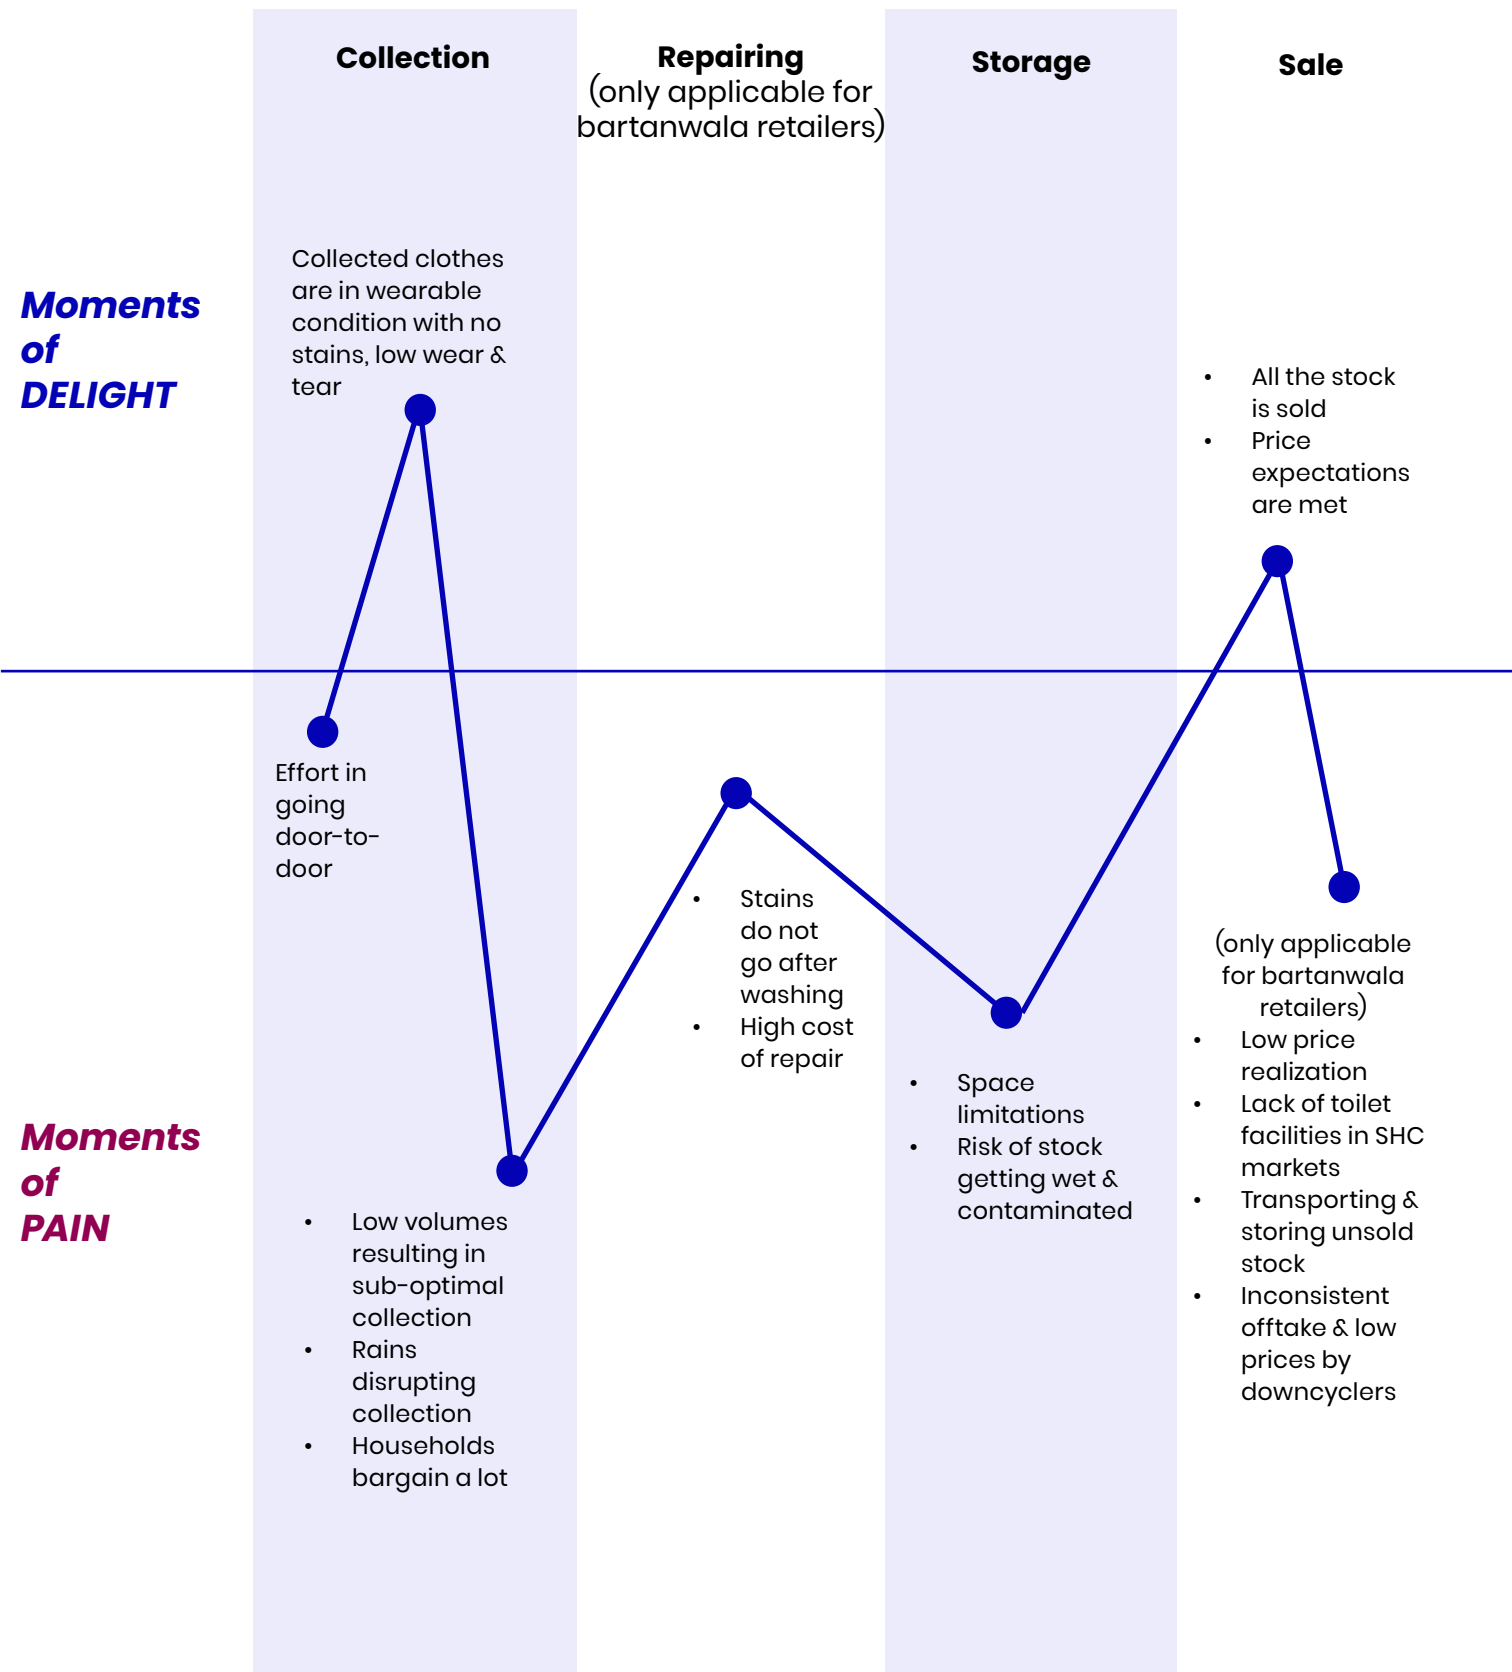 Collection
Repairing
(only applicable for
bartanwala retailers)
Storage
Sale
Moments
of
DELIGHT
Collected clothes
are in wearable
condition with no
stains, low wear &
tear
• All the stock
is sold
• Price
expectations
are met
Effort in
going
door-to-
door
• Stains
do not
go after
washing
• High cost
of repair
(only applicable
for bartanwala
retailers)
• Low price
realization
• Lack of toilet
facilities in SHC
markets
• Transporting &
storing unsold
stock
• Inconsistent
offtake & low
prices by
downcyclers
• Space
limitations
• Risk of stock
getting wet &
contaminated
Moments
of
PAIN
• Low volumes
resulting in
sub-optimal
collection
• Rains
disrupting
collection
• Households
bargain a lot